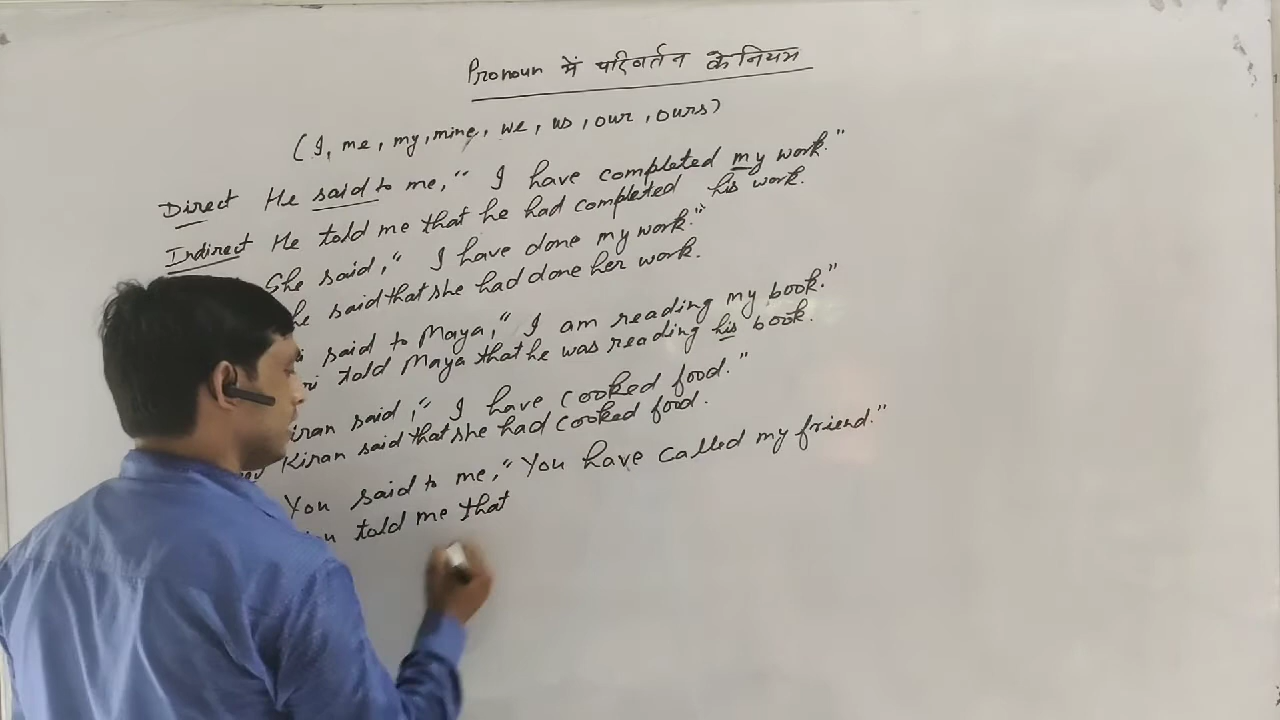 Pronoun में परिवर्तन के नियम
(I, me, my, mine, we, us, our, ours)
Direct He said to me, " I have completed my work."
Indirect He told me that he had completed his work.
She said, " I have done my work."
he said that she had done her work.
said to Maya, " I am reading my book."
told Maya that he was reading his book.
iran said, " I have cooked food."
Kiran said that she had cooked food.
You said to me, " You have called my friend."
told me that